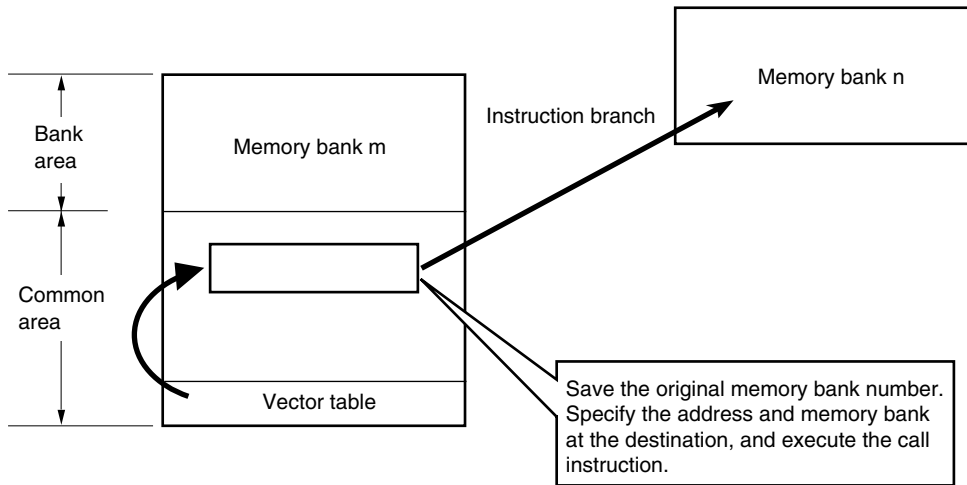 Memory bank n
Instruction branch
Bank
area
Memory bank m
Common
area
Vector table
Save the original memory bank number.
Specify the address and memory bank
at the destination, and execute the call
instruction.